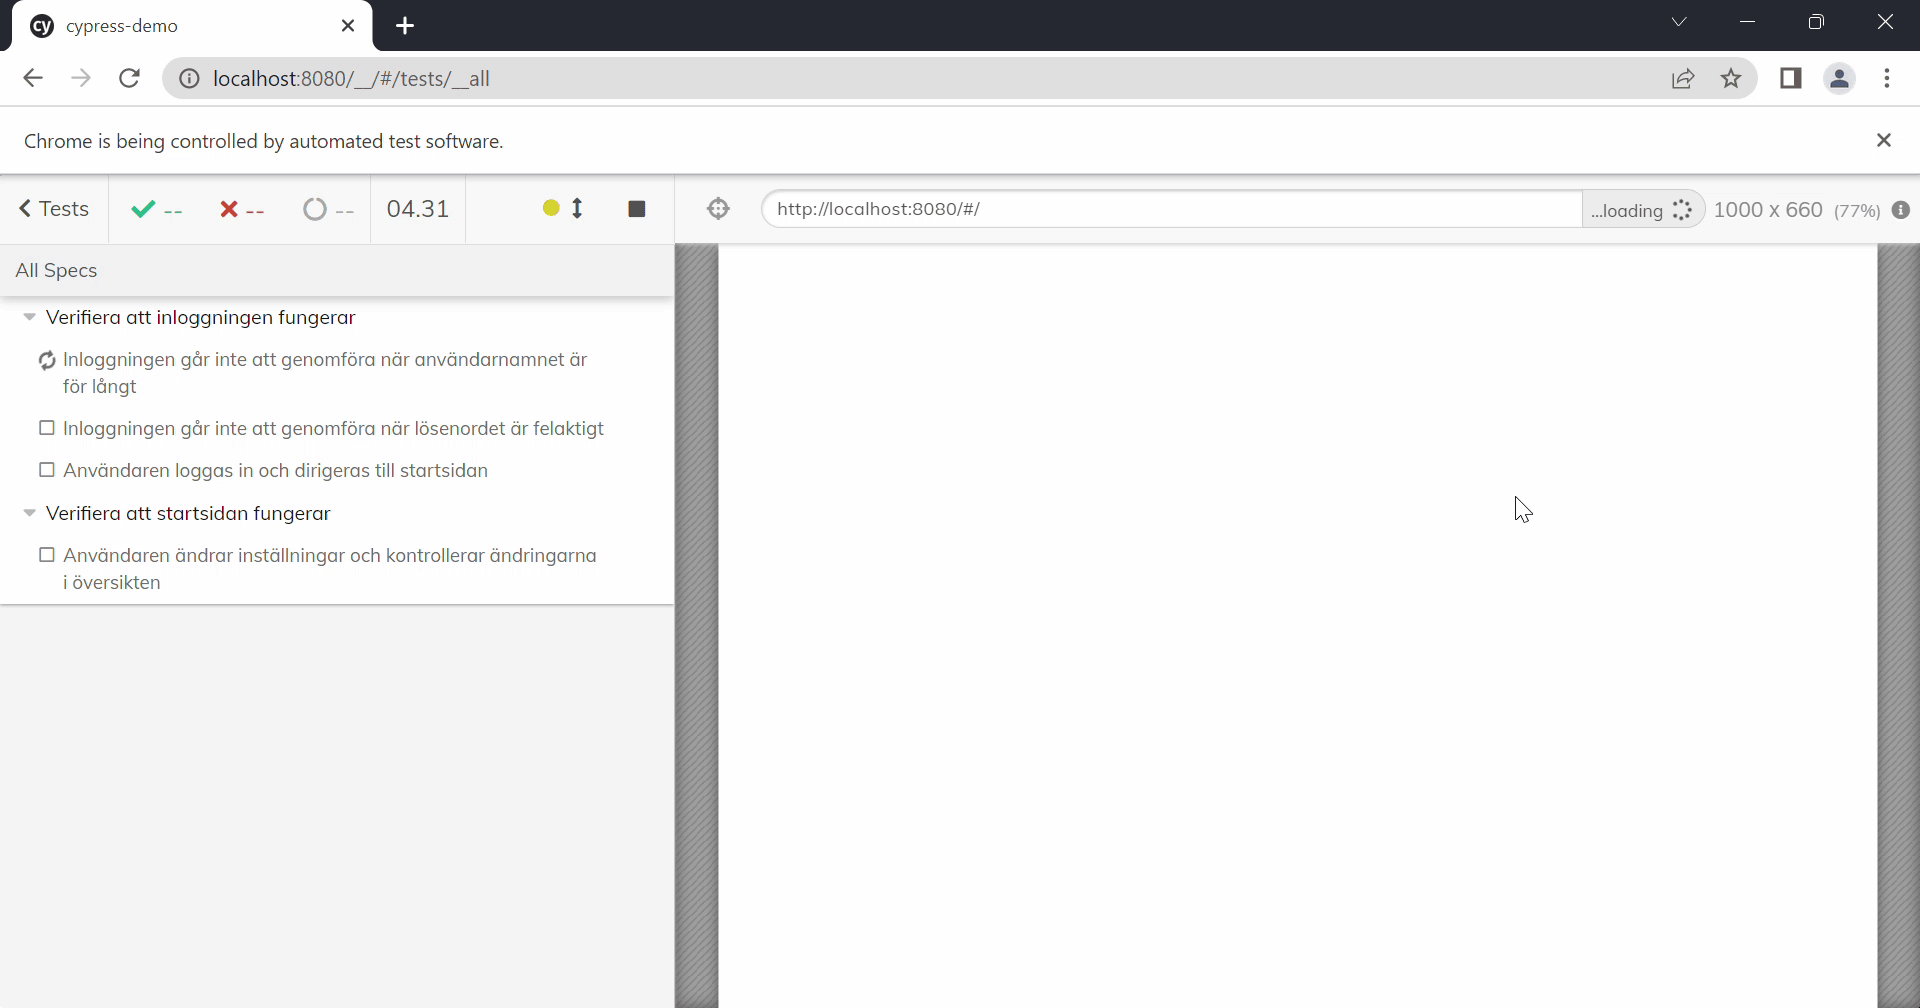 cy cypress-demo
localhost:8080/__/#/tests/__all
Chrome is being controlled by automated test software.
Tests -- -- -- 04.31 http://localhost:8080/#/ ...loading 1000 x 660 (77%)
All Specs
Verifiera att inloggningen fungerar
Inloggningen går inte att genomföra när användarnamnet är
för långt
Inloggningen går inte att genomföra när lösenordet är felaktigt
Användaren loggas in och dirigeras till startsidan
Verifiera att startsidan fungerar
Användaren ändrar inställningar och kontrollerar ändringarna
i översikten